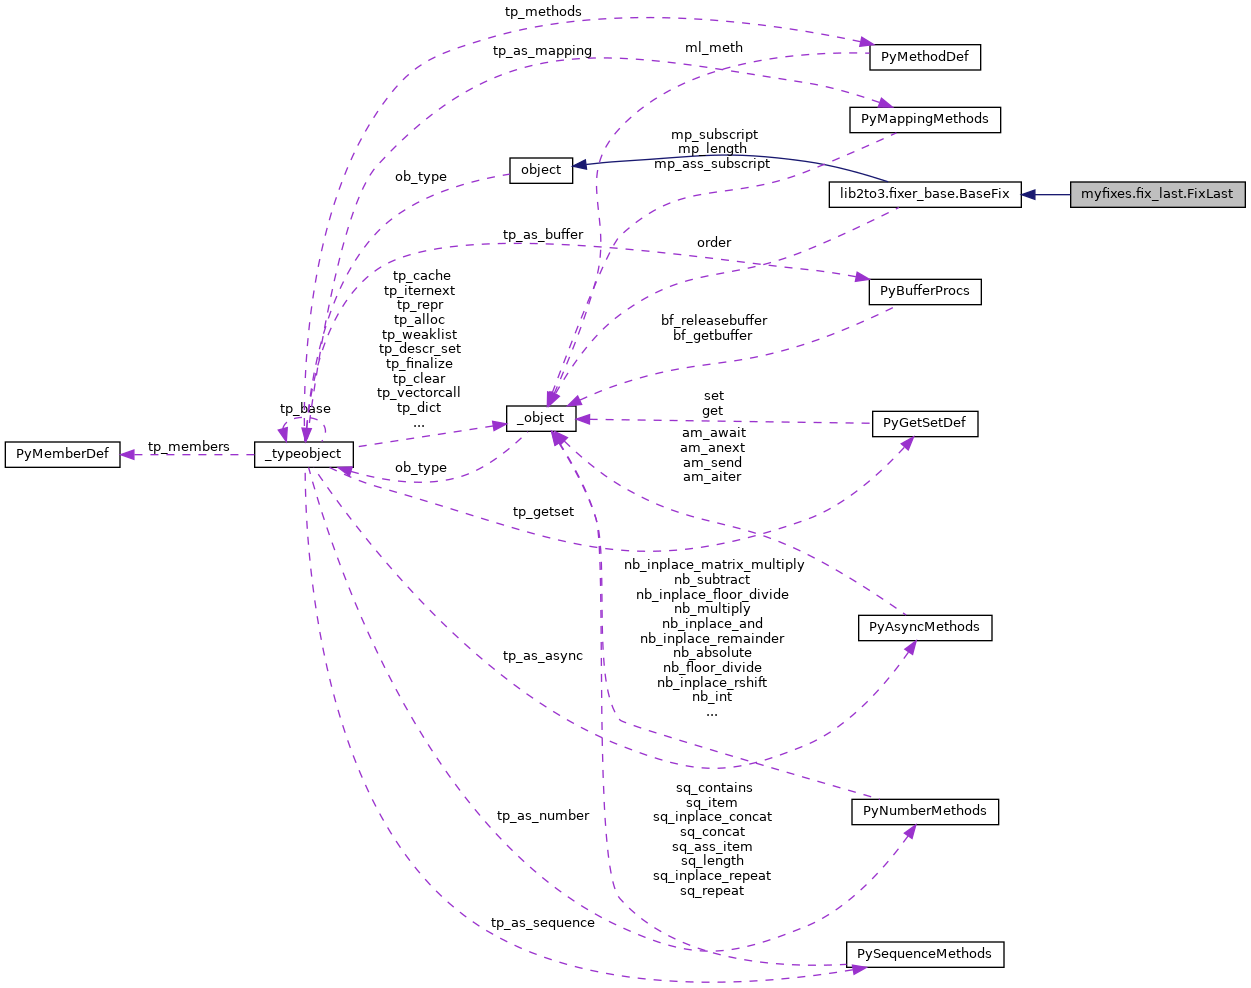 tp_methods
PyMethodDef
tp_as_mapping
ml_meth
PyMappingMethods
mp_subscript
mp_length
mp_ass_subscript
object
ob_type
lib2to3.fixer_base.BaseFix
myfixes.fix_last.FixLast
tp_as_buffer
order
PyBufferProcs
tp_cache
tp_iternext
tp_repr
tp_alloc
tp_weaklist
tp_descr_set
tp_finalize
tp_clear
tp_vectorcall
tp_dict
...
bf_releasebuffer
bf_getbuffer
tp_base
_object
set
get
PyGetSetDef
PyMemberDef
tp_members
_typeobject
ob_type
am_await
am_anext
am_send
am_aiter
tp_getset
nb_inplace_matrix_multiply
nb_subtract
nb_inplace_floor_divide
nb_multiply
nb_inplace_and
nb_inplace_remainder
nb_absolute
nb_floor_divide
nb_inplace_rshift
nb_int
...
PyAsyncMethods
tp_as_async
PyNumberMethods
tp_as_number
sq_contains
sq_item
sq_inplace_concat
sq_concat
sq_ass_item
sq_length
sq_inplace_repeat
sq_repeat
tp_as_sequence
PySequenceMethods